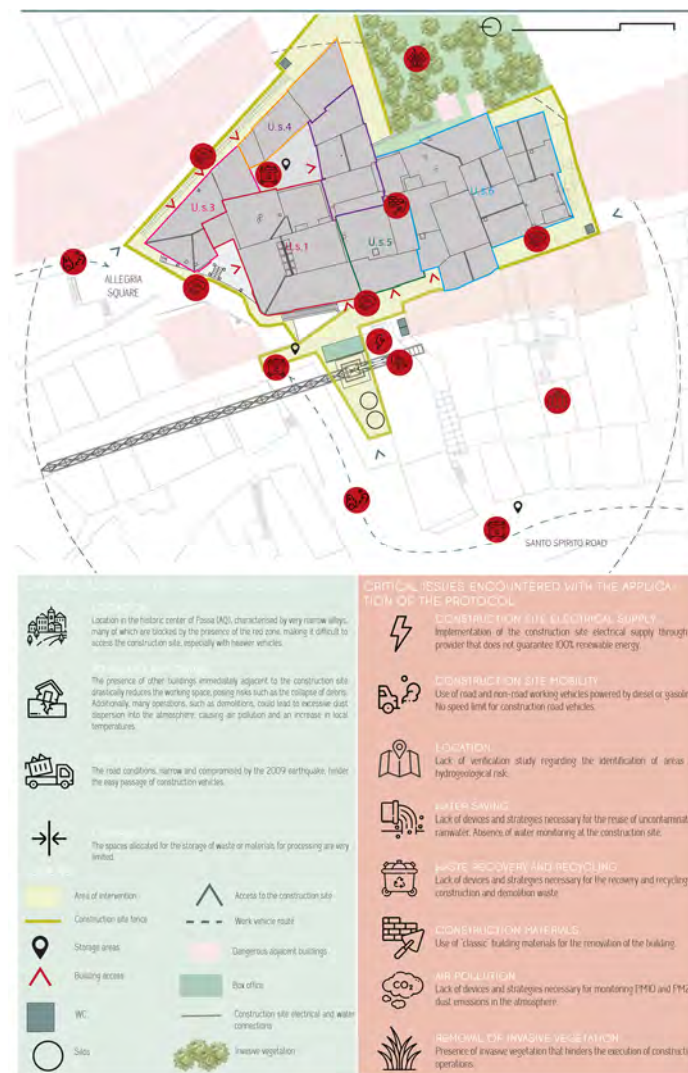 U.s.4
U.s.3
U.s.1
U.s.5
U.s.6
ALLEGRIA
SQUARE
SANTO SPIRITO ROAD
Location in the historic center of Fossa (AQ), characterised by very narrow alleys,
many of which are blocked by the presence of the red zone, making it difficult to
access the construction site, especially with heavier vehicles.
The presence of other buildings immediately adjacent to the construction site
drastically reduces the working space, posing risks such as the collapse of debris.
Additionally, many operations, such as demolitions, could lead to excessive dust
dispersion into the atmosphere, causing air pollution and an increase in local
temperatures.
The road conditions, narrow and compromised by the 2009 earthquake, hinder
the easy passage of construction vehicles.
The spaces allocated for the storage of waste or materials for processing are very
limited.
Area of intervention
Construction site fence
Storage areas
Building access
WC
Silos
Access to the construction site
Work vehicle route
Dangerous adjacent buildings
Box office
Construction site electrical and water
connections
Invasive vegetation
CRITICAL ISSUES ENCOUNTERED WITH THE APPLICA-
TION OF THE PROTOCOL
CONSTRUCTION SITE ELECTRICAL SUPPLY
Implementation of the construction site electrical supply through
provider that does not guarantee 100% renewable energy.
CONSTRUCTION SITE MOBILITY
Use of road and non-road working vehicles powered by diesel or gasolin
No speed limit for construction road vehicles.
LOCATION
Lack of verification study regarding the identification of areas
hydrogeological risk.
WATER SAVING
Lack of devices and strategies necessary for the reuse of uncontaminat
rainwater. Absence of water monitoring at the construction site.
WASTE RECOVERY AND RECYCLING
Lack of devices and strategies necessary for the recovery and recycling
construction and demolition waste
CONSTRUCTION MATERIALS
Use of "classic" building materials for the renovation of the building.
AIR POLLUTION
CO₂
Lack of devices and strategies necessary for monitoring PM10 and PM2
dust emissions in the atmosphere.
REMOVAL OF INVASIVE VEGETATION
Presence of invasive vegetation that hinders the execution of constructi
operations.